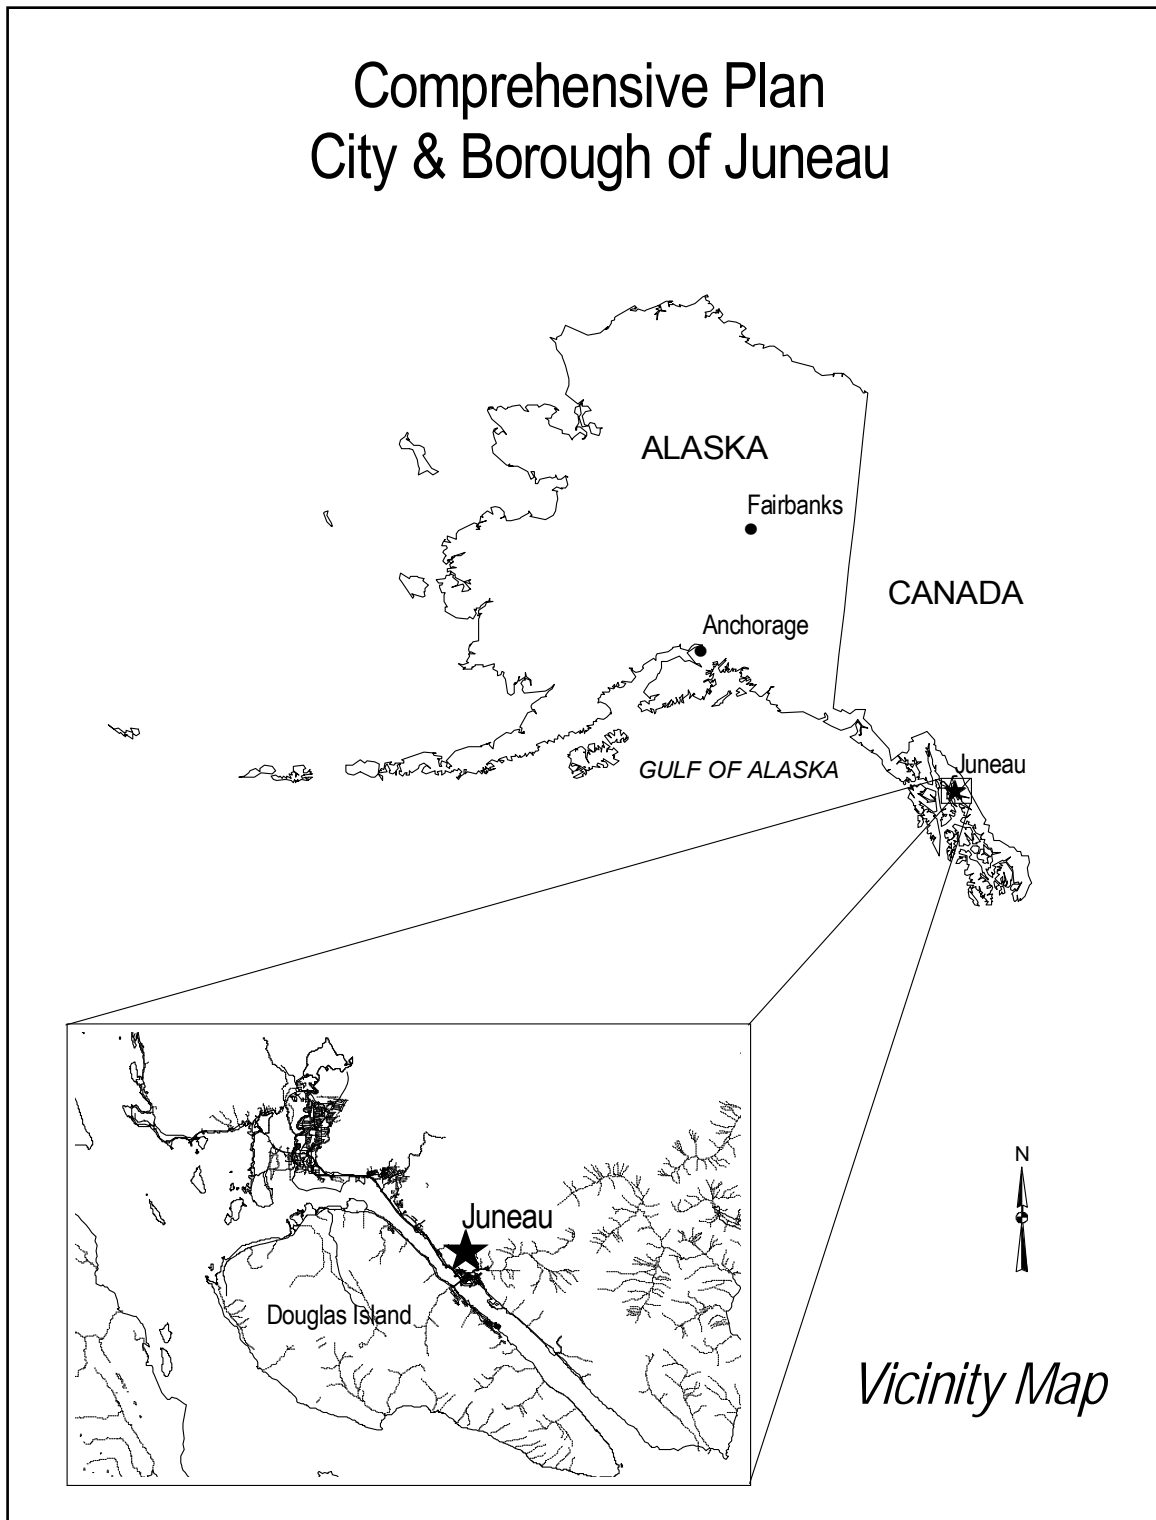 Comprehensive Plan
City & Borough of Juneau
ALASKA
Fairbanks
CANADA
Anchorage
GULF OF ALASKA
Juneau
N
Juneau
Douglas Island
Vicinity Map